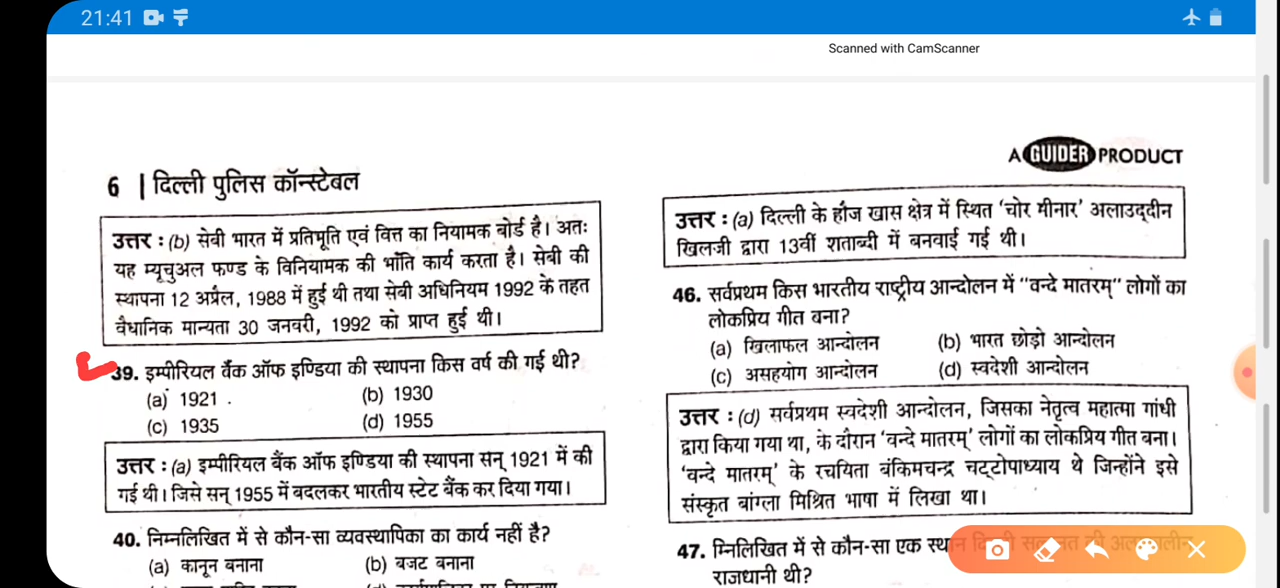 21:41
Scanned with CamScanner
A GUIDER PRODUCT
6 | दिल्ली पुलिस कॉन्स्टेबल
उत्तर : (b) सेबी भारत में प्रतिभूति एवं वित्त का नियामक बोर्ड है। अतः
यह म्यूचुअल फण्ड के विनियामक की भाँति कार्य करता है। सेबी की
स्थापना 12 अप्रैल, 1988 में हुई थी तथा सेबी अधिनियम 1992 के तहत
वैधानिक मान्यता 30 जनवरी, 1992 को प्राप्त हुई थी।
39. इम्पीरियल बैंक ऑफ इण्डिया की स्थापना किस वर्ष की गई थी?
(a) 1921 (b) 1930
(c) 1935 (d) 1955
उत्तर : (a) इम्पीरियल बैंक ऑफ इण्डिया की स्थापना सन् 1921 में की
गई थी। जिसे सन् 1955 में बदलकर भारतीय स्टेट बैंक कर दिया गया।
40. निम्नलिखित में से कौन-सा व्यवस्थापिका का कार्य नहीं है?
(a) कानून बनाना (b) बजट बनाना
उत्तर : (a) दिल्ली के हौज खास क्षेत्र में स्थित ‘चोर मीनार’ अलाउद्दीन
खिलजी द्वारा 13वीं शताब्दी में बनवाई गई थी।
46. सर्वप्रथम किस भारतीय राष्ट्रीय आन्दोलन में “वन्दे मातरम्” लोगों का
लोकप्रिय गीत बना?
(a) खिलाफल आन्दोलन (b) भारत छोड़ो आन्दोलन
(c) असहयोग आन्दोलन (d) स्वदेशी आन्दोलन
उत्तर : (d) सर्वप्रथम स्वदेशी आन्दोलन, जिसका नेतृत्व महात्मा गांधी
द्वारा किया गया था, के दौरान ‘वन्दे मातरम्’ लोगों का लोकप्रिय गीत बना।
‘वन्दे मातरम्’ के रचयिता बंकिमचन्द्र चट्टोपाध्याय थे जिन्होंने इसे
संस्कृत बांग्ला मिश्रित भाषा में लिखा था।
47. म्निलिखित में से कौन-सा एक स्थान
राजधानी थी?